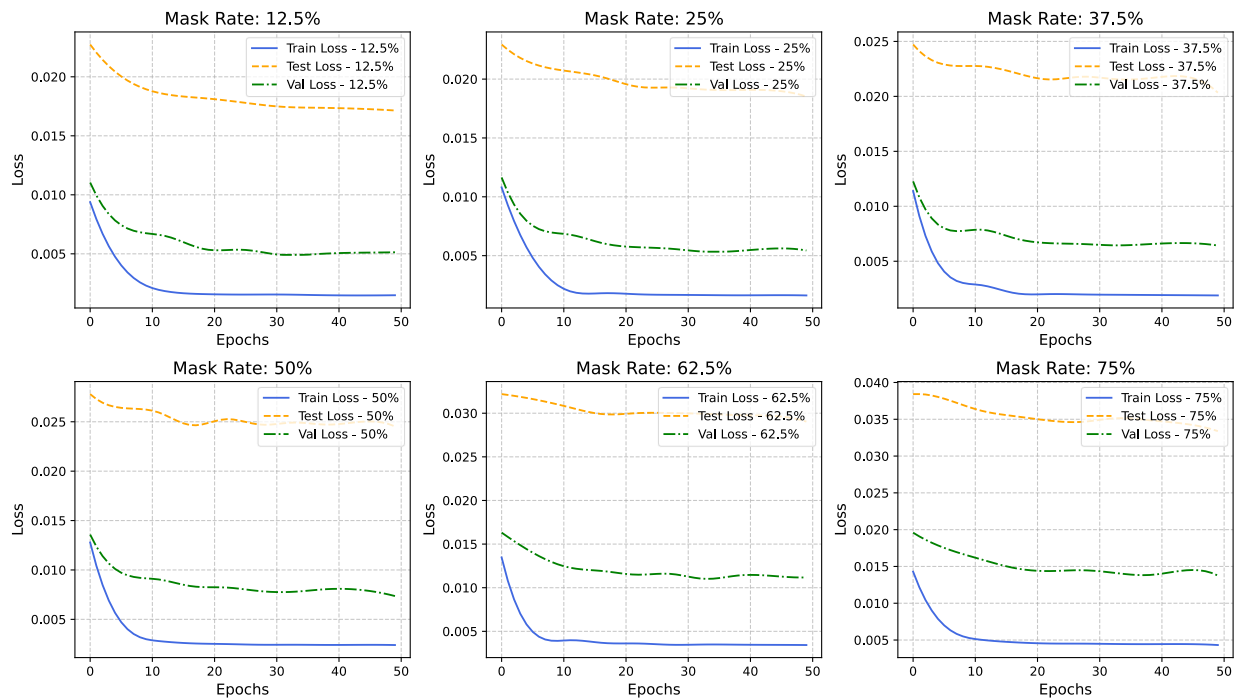 Mask Rate: 12.5%
Loss
0.020
0.015
0.010
0.005
Train Loss - 12.5%
Test Loss - 12.5%
Val Loss - 12.5%
0 10 20 30 40 50
Epochs
Mask Rate: 25%
Loss
0.020
0.015
0.010
0.005
Train Loss - 25%
Test Loss - 25%
Val Loss - 25%
0 10 20 30 40 50
Epochs
Mask Rate: 37.5%
Loss
0.025
0.020
0.015
0.010
0.005
Train Loss - 37.5%
Test Loss - 37.5%
Val Loss - 37.5%
0 10 20 30 40 50
Epochs
Mask Rate: 50%
Loss
0.025
0.020
0.015
0.010
0.005
Train Loss - 50%
Test Loss - 50%
Val Loss - 50%
0 10 20 30 40 50
Epochs
Mask Rate: 62.5%
Loss
0.030
0.025
0.020
0.015
0.010
0.005
Train Loss - 62.5%
Test Loss - 62.5%
Val Loss - 62.5%
0 10 20 30 40 50
Epochs
Mask Rate: 75%
Loss
0.040
0.035
0.030
0.025
0.020
0.015
0.010
0.005
Train Loss - 75%
Test Loss - 75%
Val Loss - 75%
0 10 20 30 40 50
Epochs